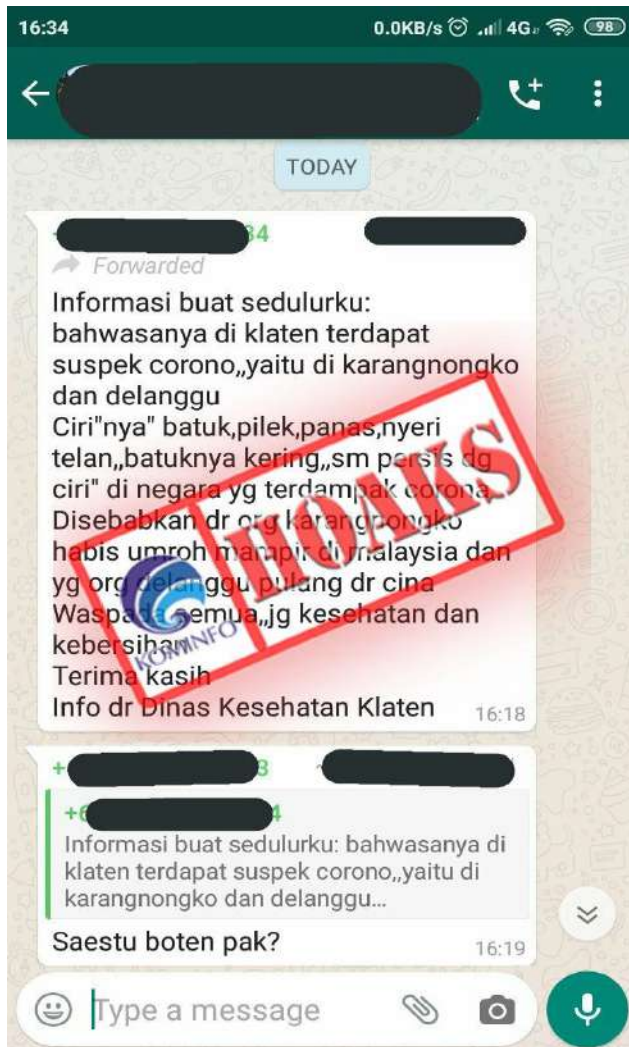 16:34
0.0KB/s 4G 98
TODAY
34
Forwarded
Informasi buat sedulurku:
bahwasanya di klaten terdapat
suspek corono,,yaitu di karangnongko
dan delanggu
Ciri"nya" batuk,pilek,panas,nyeri
telan,,batuknya kering,,sm persis dg
ciri" di negara yg terdampak corona
Disebabkan dr org karangnongko
habis umroh mampir di malaysia dan
yg org delanggu pulang dr cina
Waspada semua,,jg kesehatan dan
kebersihan
Terima kasih
Info dr Dinas Kesehatan Klaten 16:18
HOAKS
KOMINFO
+ 3
+6 4
Informasi buat sedulurku: bahwasanya di
klaten terdapat suspek corono,,yaitu di
karangnongko dan delanggu...
Saestu boten pak? 16:19
Type a message